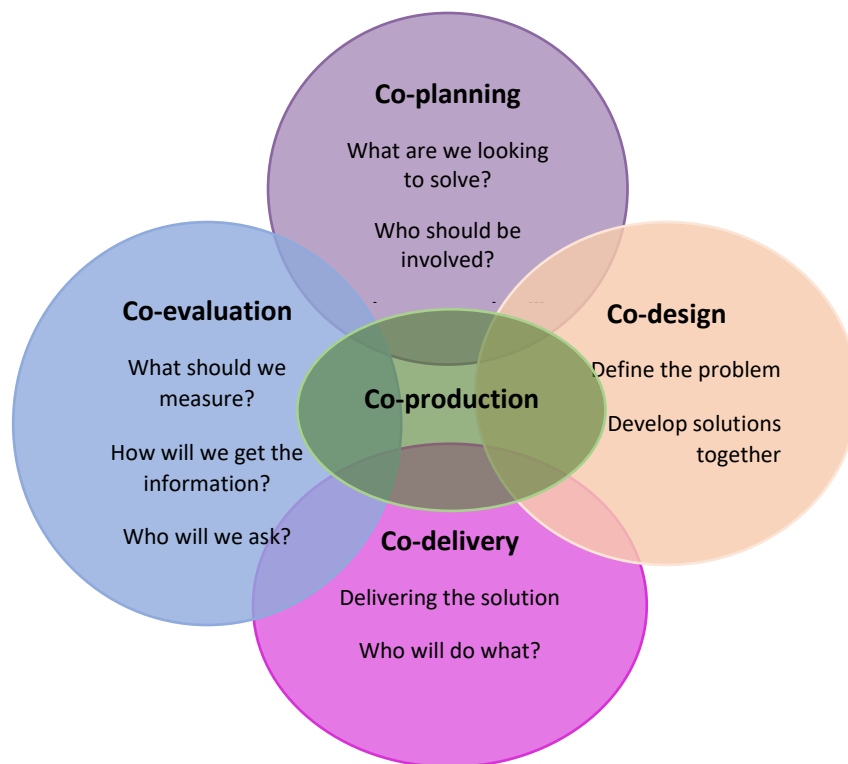 Co-planning
What are we looking
to solve?
Who should be
involved?
Co-evaluation
What should we
measure?
How will we get the
information?
Who will we ask?
Co-design
Define the problem
Develop solutions
together
Co-production
Co-delivery
Delivering the solution
Who will do what?